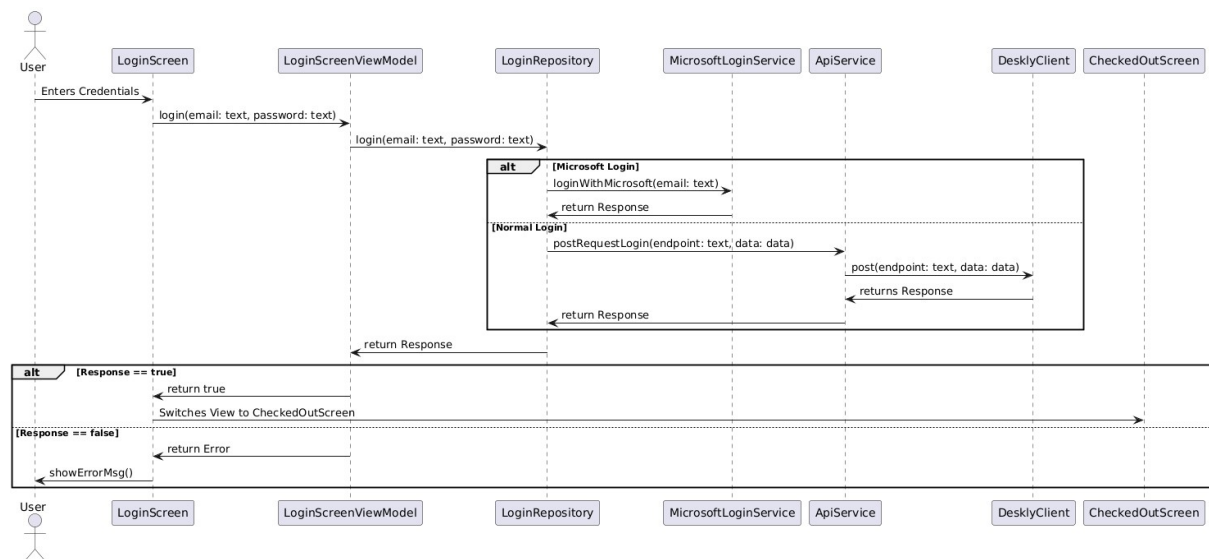 User
LoginScreen
LoginScreenViewModel
LoginRepository
MicrosoftLoginService
ApiService
DesklyClient
CheckedOutScreen
Enters Credentials
login(email: text, password: text)
login(email: text, password: text)
alt
[Microsoft Login]
loginWithMicrosoft(email: text)
return Response
[Normal Login]
postRequestLogin(endpoint: text, data: data)
post(endpoint: text, data: data)
returns Response
return Response
return Response
alt
[Response == true]
return true
Switches View to CheckedOutScreen
[Response == false]
return Error
showErrorMsg()
User
LoginScreen
LoginScreenViewModel
LoginRepository
MicrosoftLoginService
ApiService
DesklyClient
CheckedOutScreen